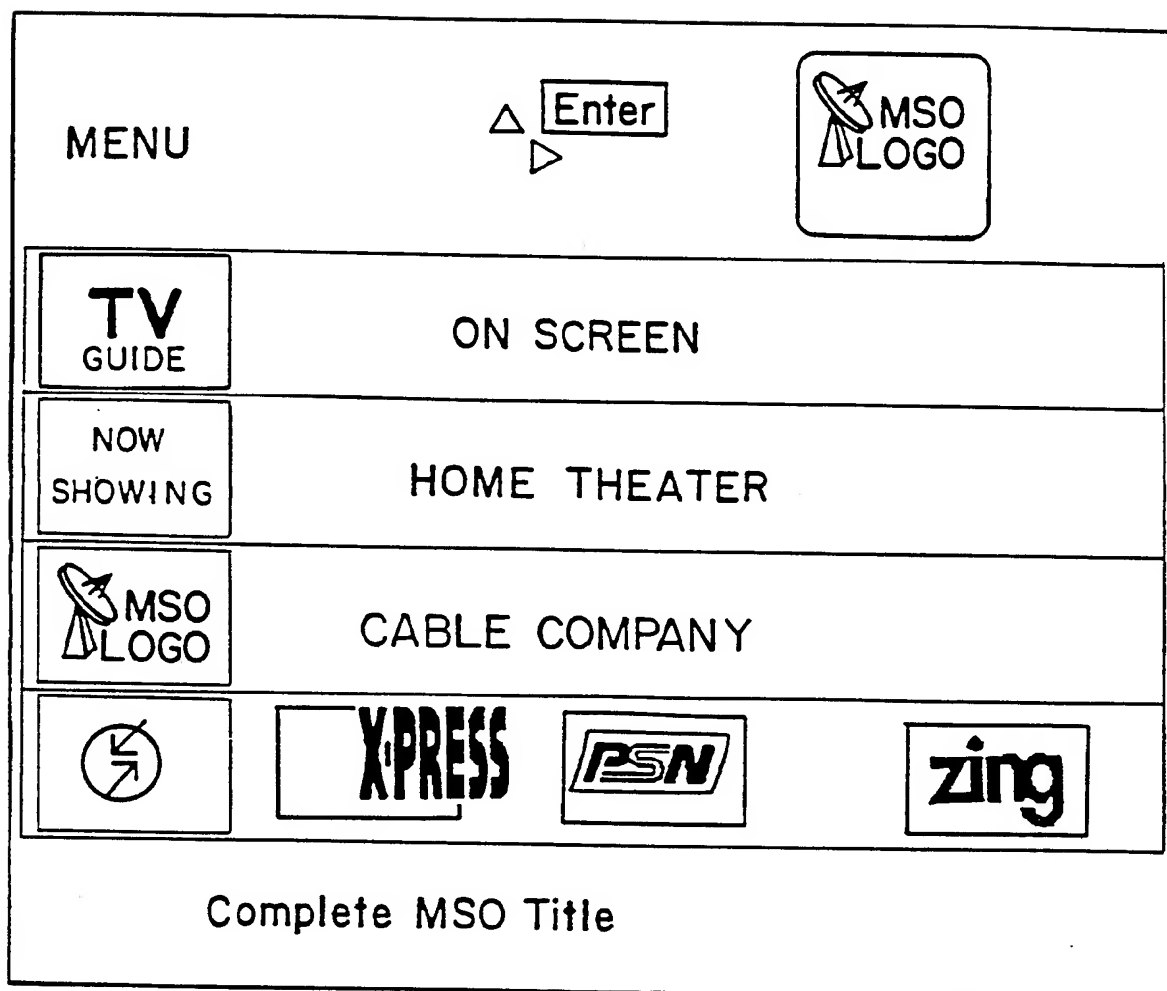 MENU
Enter
MSO
LOGO
TV
GUIDE
ON SCREEN
NOW
SHOWING
HOME THEATER
MSO
LOGO
CABLE COMPANY
X·PRESS
PSN
zing
Complete MSO Title